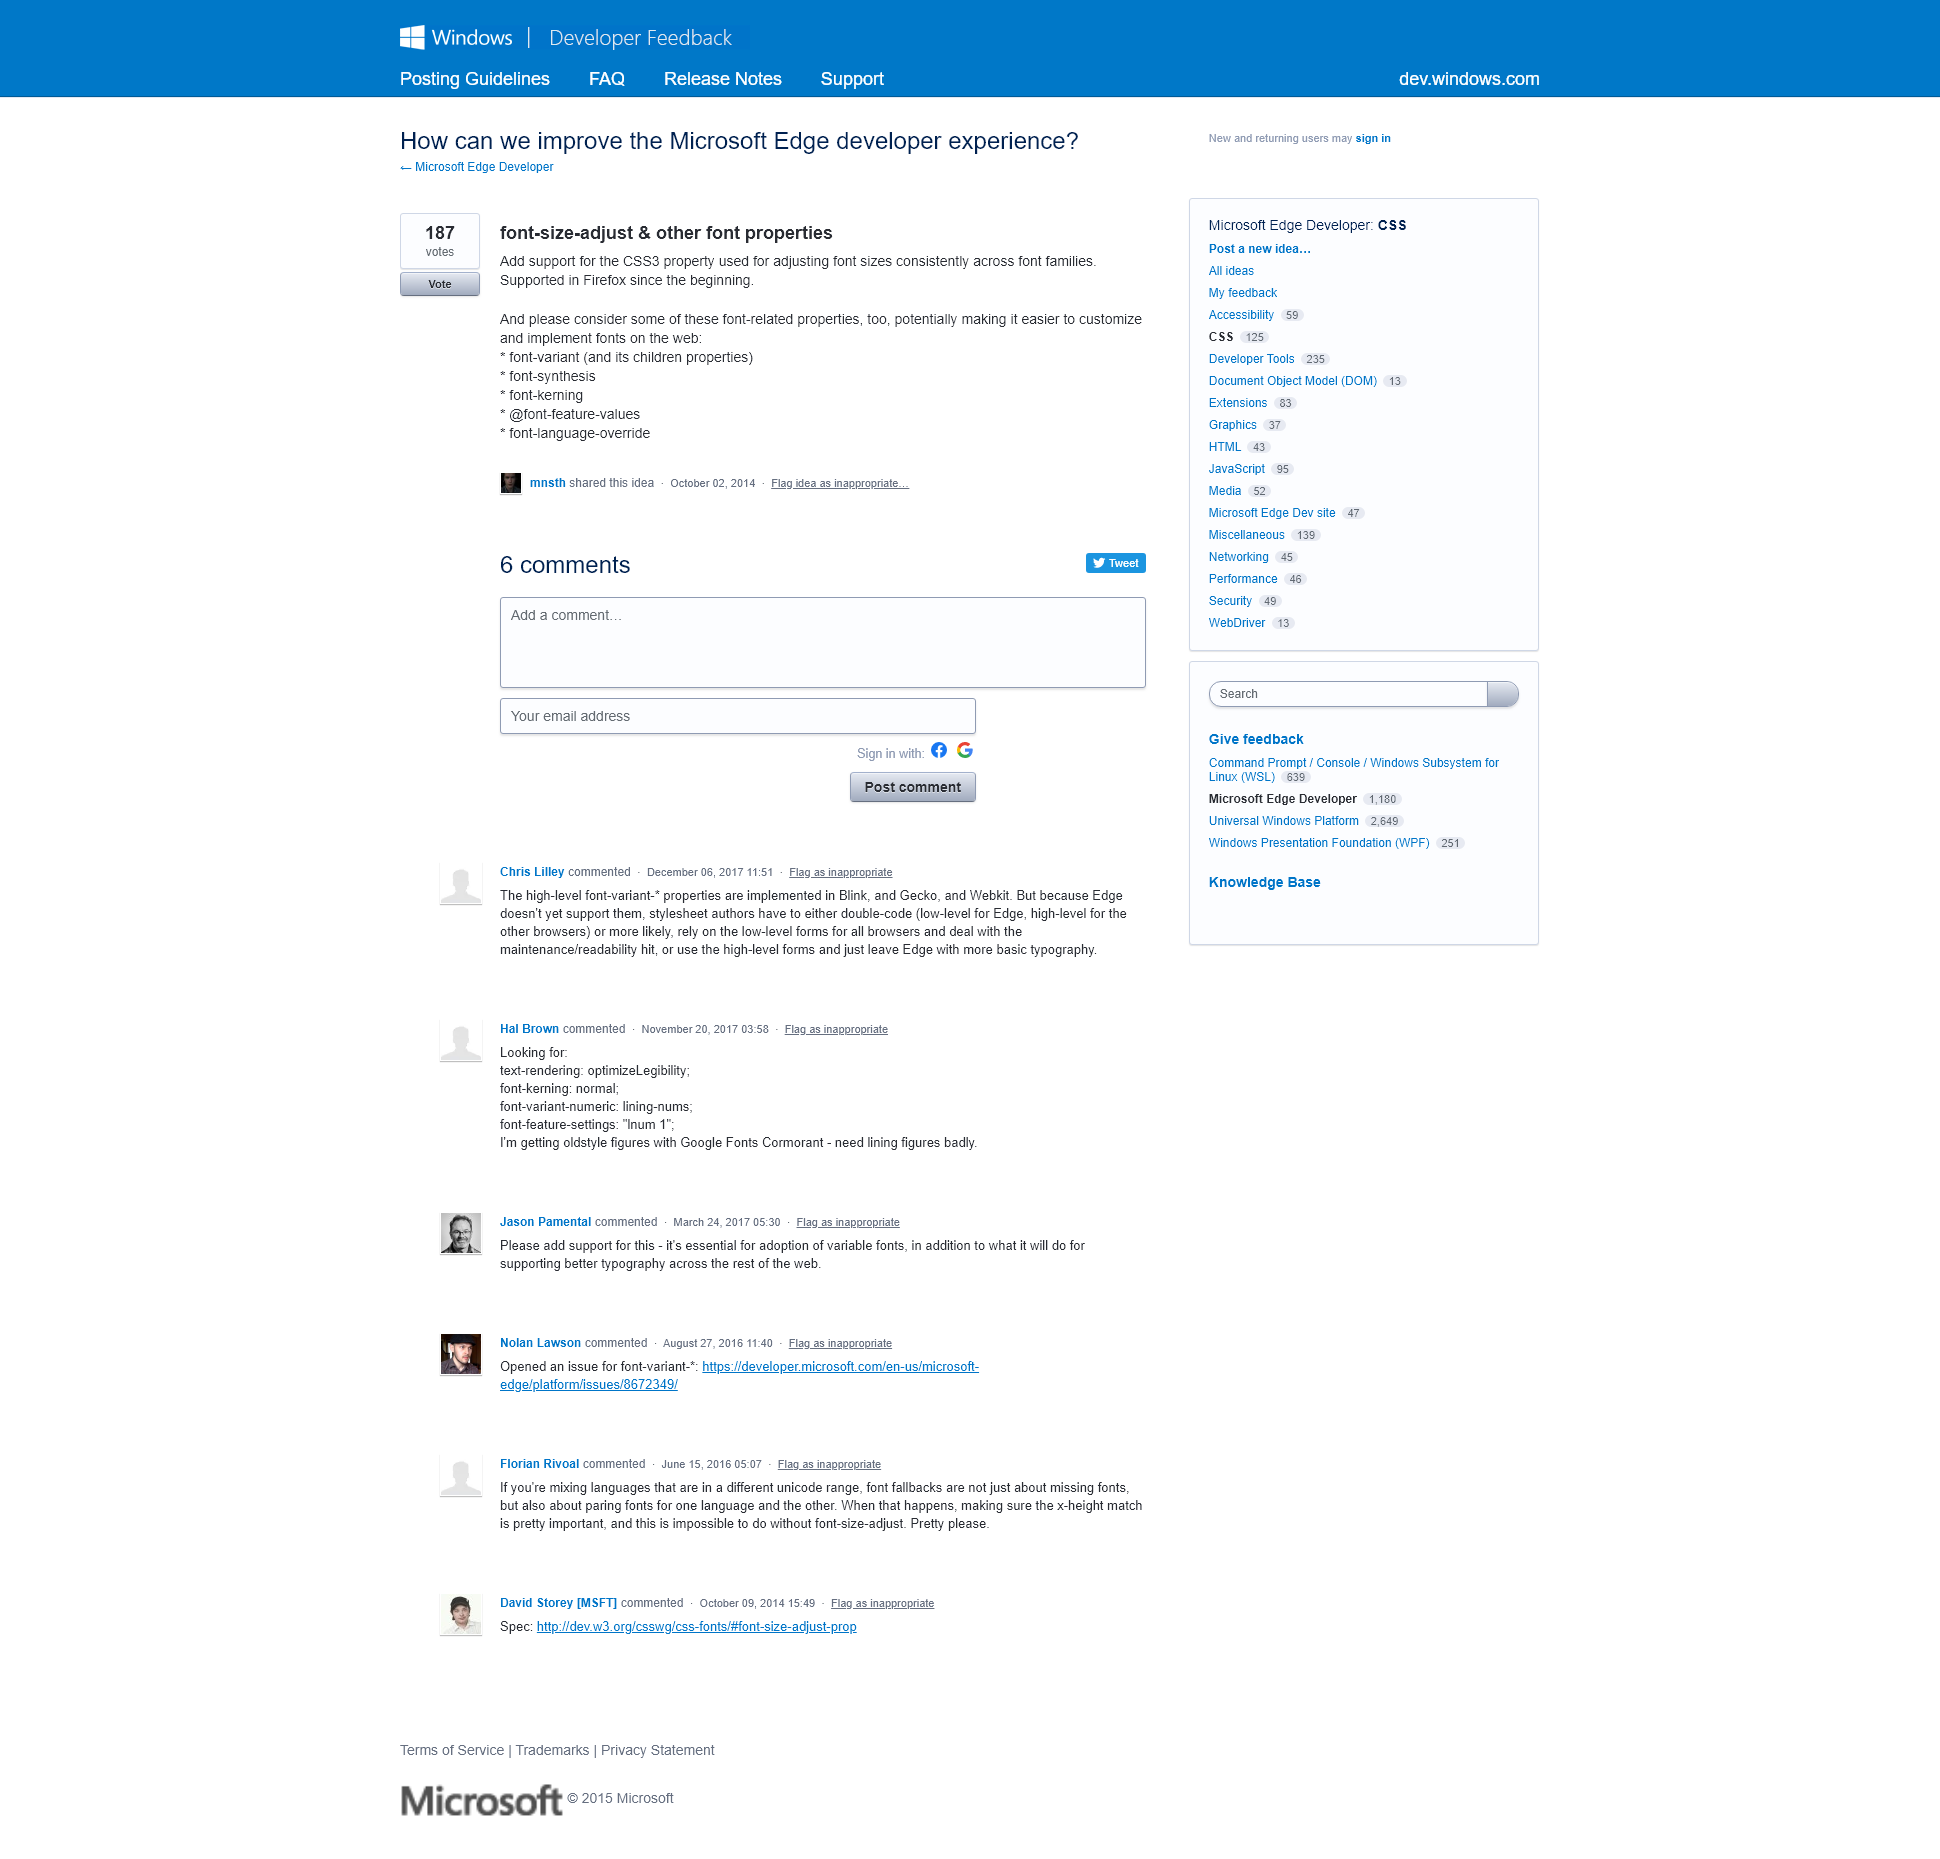 Windows | Developer Feedback
Posting Guidelines FAQ Release Notes Support dev.windows.com
How can we improve the Microsoft Edge developer experience?
← Microsoft Edge Developer
New and returning users may sign in
187
votes
Vote
font-size-adjust & other font properties
Add support for the CSS3 property used for adjusting font sizes consistently across font families.
Supported in Firefox since the beginning.
And please consider some of these font-related properties, too, potentially making it easier to customize
and implement fonts on the web:
* font-variant (and its children properties)
* font-synthesis
* font-kerning
* @font-feature-values
* font-language-override
mnsth shared this idea · October 02, 2014 · Flag idea as inappropriate…
6 comments
Tweet
Add a comment…
Your email address
Sign in with:
Post comment
Chris Lilley commented · December 06, 2017 11:51 · Flag as inappropriate
The high-level font-variant-* properties are implemented in Blink, and Gecko, and Webkit. But because Edge
doesn't yet support them, stylesheet authors have to either double-code (low-level for Edge, high-level for the
other browsers) or more likely, rely on the low-level forms for all browsers and deal with the
maintenance/readability hit, or use the high-level forms and just leave Edge with more basic typography.
Hal Brown commented · November 20, 2017 03:58 · Flag as inappropriate
Looking for:
text-rendering: optimizeLegibility;
font-kerning: normal;
font-variant-numeric: lining-nums;
font-feature-settings: "lnum 1";
I'm getting oldstyle figures with Google Fonts Cormorant - need lining figures badly.
Jason Pamental commented · March 24, 2017 05:30 · Flag as inappropriate
Please add support for this - it's essential for adoption of variable fonts, in addition to what it will do for
supporting better typography across the rest of the web.
Nolan Lawson commented · August 27, 2016 11:40 · Flag as inappropriate
Opened an issue for font-variant-*: https://developer.microsoft.com/en-us/microsoft-
edge/platform/issues/8672349/
Florian Rivoal commented · June 15, 2016 05:07 · Flag as inappropriate
If you're mixing languages that are in a different unicode range, font fallbacks are not just about missing fonts,
but also about paring fonts for one language and the other. When that happens, making sure the x-height match
is pretty important, and this is impossible to do without font-size-adjust. Pretty please.
David Storey [MSFT] commented · October 09, 2014 15:49 · Flag as inappropriate
Spec: http://dev.w3.org/csswg/css-fonts/#font-size-adjust-prop
Microsoft Edge Developer: CSS
Post a new idea…
All ideas
My feedback
Accessibility 59
CSS 125
Developer Tools 235
Document Object Model (DOM) 13
Extensions 83
Graphics 37
HTML 43
JavaScript 95
Media 52
Microsoft Edge Dev site 47
Miscellaneous 139
Networking 45
Performance 46
Security 49
WebDriver 13
Search
Give feedback
Command Prompt / Console / Windows Subsystem for
Linux (WSL) 639
Microsoft Edge Developer 1,180
Universal Windows Platform 2,649
Windows Presentation Foundation (WPF) 251
Knowledge Base
Terms of Service | Trademarks | Privacy Statement
Microsoft © 2015 Microsoft